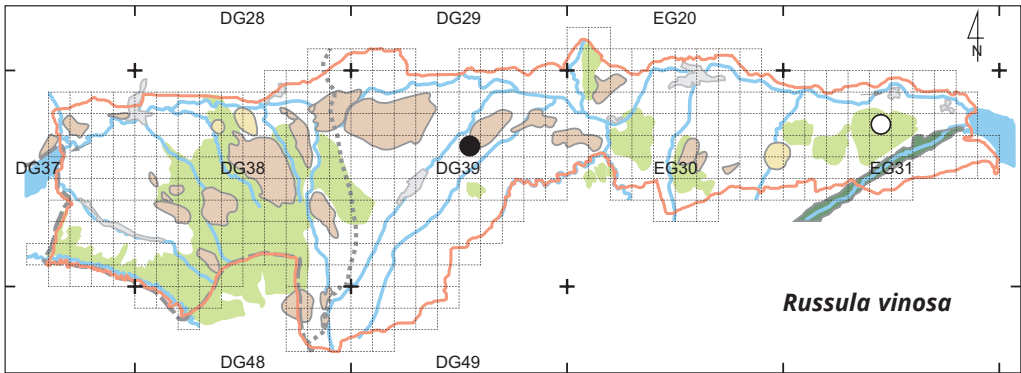 DG28 DG29 EG20
N
DG37 DG38 DG39 EG30 EG31
Russula vinosa
DG48 DG49